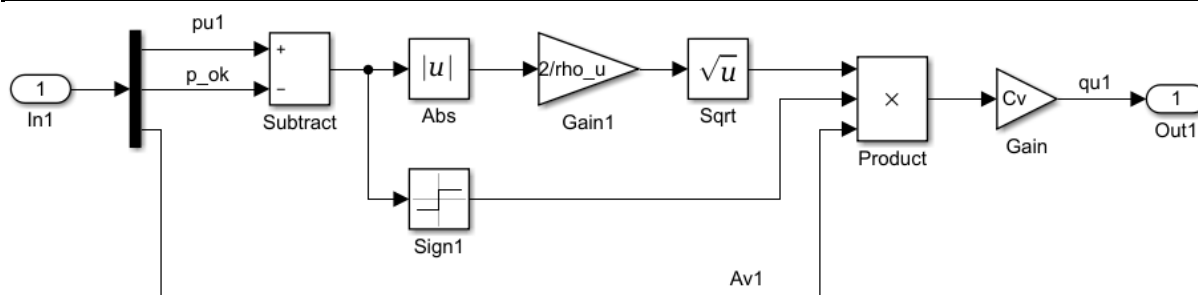 pu1
p_ok
1
In1
+
−
Subtract
|u|
Abs
2/rho_u
Gain1
√u
Sqrt
Sign1
×
Product
Cv
Gain
qu1
1
Out1
Av1